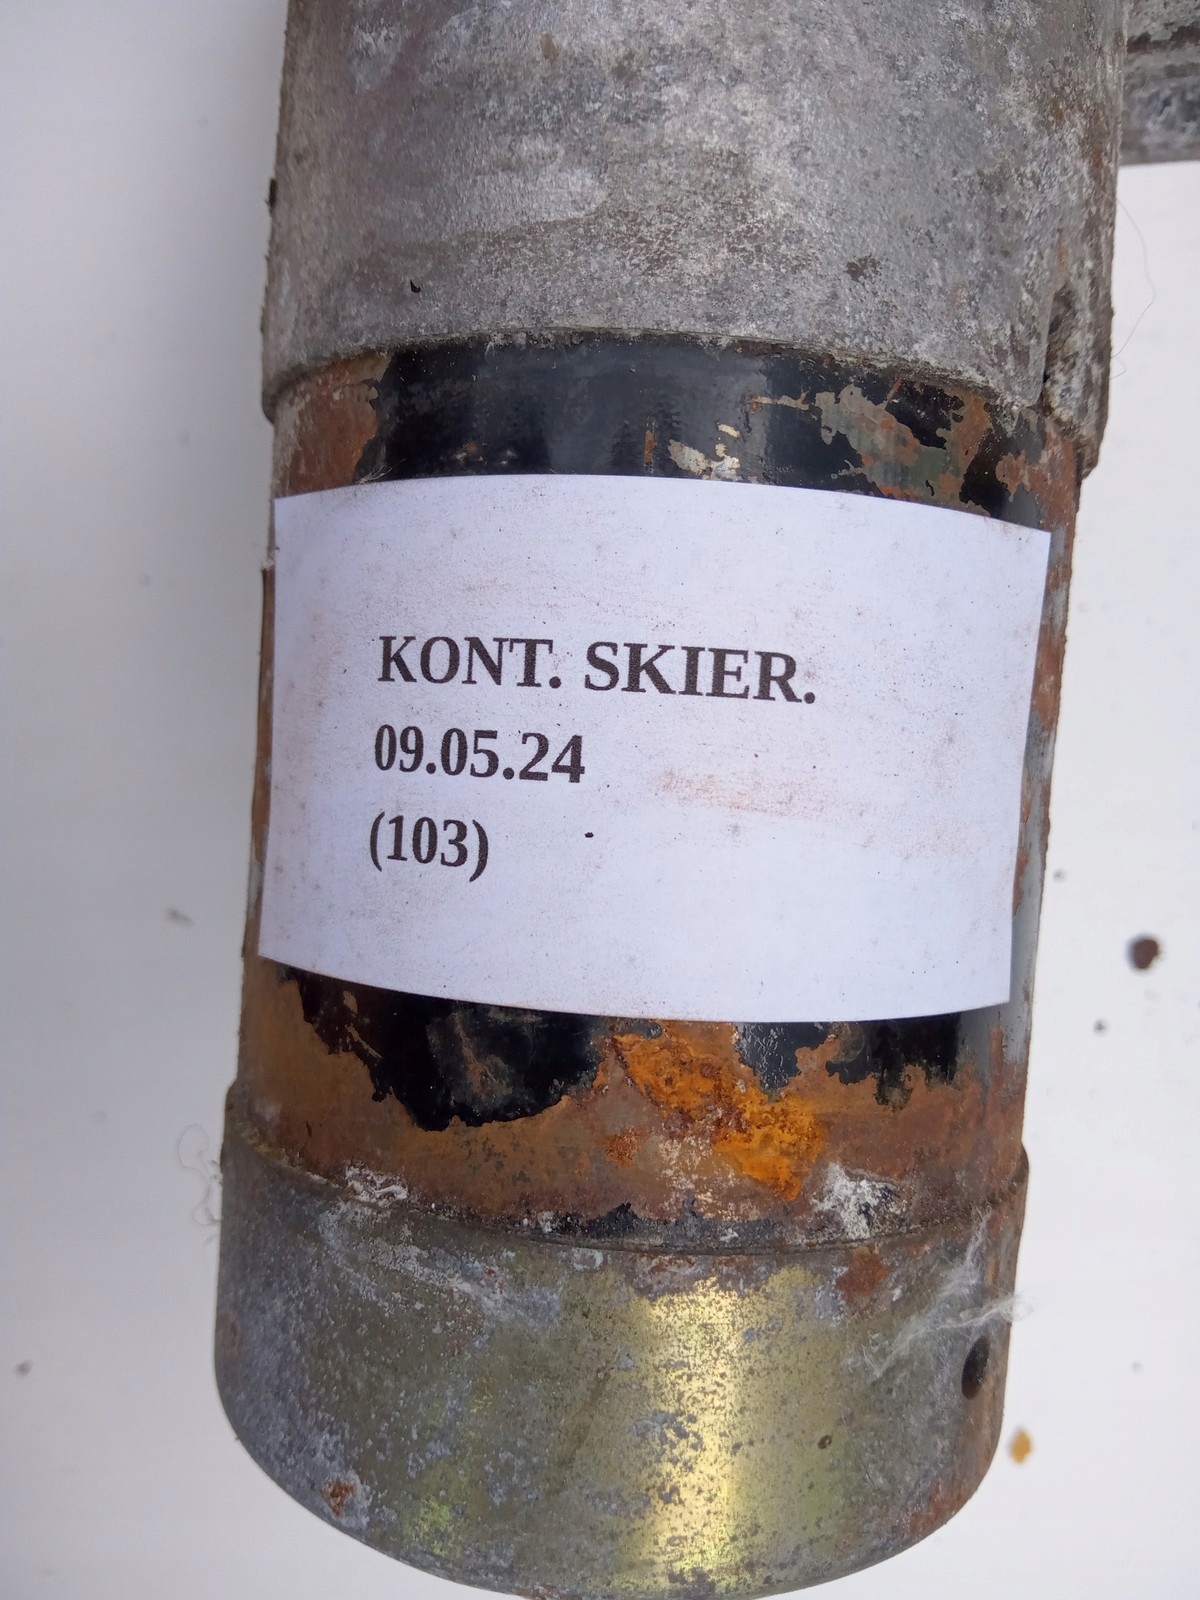 KONT. SKIER.
09.05.24
(103)